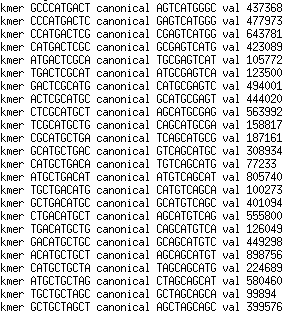 kmer GCCCATGACT canonical AGTCATGGGC val 437368
kmer CCCATGACTC canonical GAGTCATGGG val 477973
kmer CCATGACTCG canonical CGAGTCATGG val 643781
kmer CATGACTCGC canonical GCGAGTCATG val 423089
kmer ATGACTCGCA canonical TGCGAGTCAT val 105772
kmer TGACTCGCAT canonical ATGCGAGTCA val 123500
kmer GACTCGCATG canonical CATGCGAGTC val 494001
kmer ACTCGCATGC canonical GCATGCGAGT val 444020
kmer CTCGCATGCT canonical AGCATGCGAG val 563992
kmer TCGCATGCTG canonical CAGCATGCGA val 158817
kmer CGCATGCTGA canonical TCAGCATGCG val 187161
kmer GCATGCTGAC canonical GTCAGCATGC val 308934
kmer CATGCTGACA canonical TGTCAGCATG val 77233
kmer ATGCTGACAT canonical ATGTCAGCAT val 805740
kmer TGCTGACATG canonical CATGTCAGCA val 100273
kmer GCTGACATGC canonical GCATGTCAGC val 401094
kmer CTGACATGCT canonical AGCATGTCAG val 555800
kmer TGACATGCTG canonical CAGCATGTCA val 126049
kmer GACATGCTGC canonical GCAGCATGTC val 449298
kmer ACATGCTGCT canonical AGCAGCATGT val 898756
kmer CATGCTGCTA canonical TAGCAGCATG val 224689
kmer ATGCTGCTAG canonical CTAGCAGCAT val 580460
kmer TGCTGCTAGC canonical GCTAGCAGCA val 99894
kmer GCTGCTAGCT canonical AGCTAGCAGC val 399576